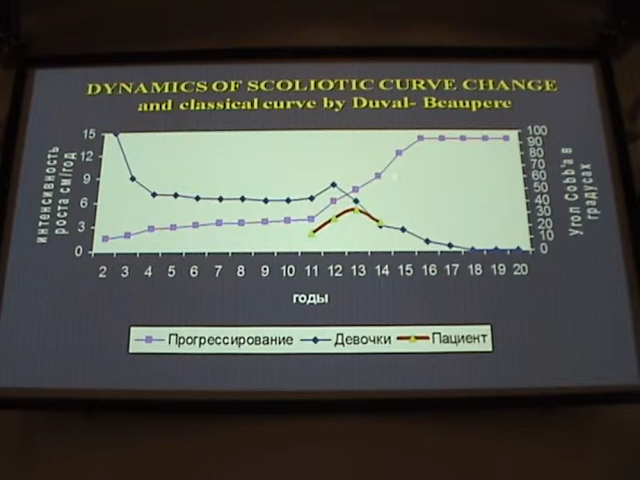 DYNAMICS OF SCOLIOTIC CURVE CHANGE
and classical curve by Duval- Beaupere
интенсивность
роста см/год
15
12
9
6
3
0
100
90
80
70
60
50
40
30
20
10
0
Угол Cobb'а в
градусах
2 3 4 5 6 7 8 9 10 11 12 13 14 15 16 17 18 19 20
годы
Прогрессирование Девочки Пациент